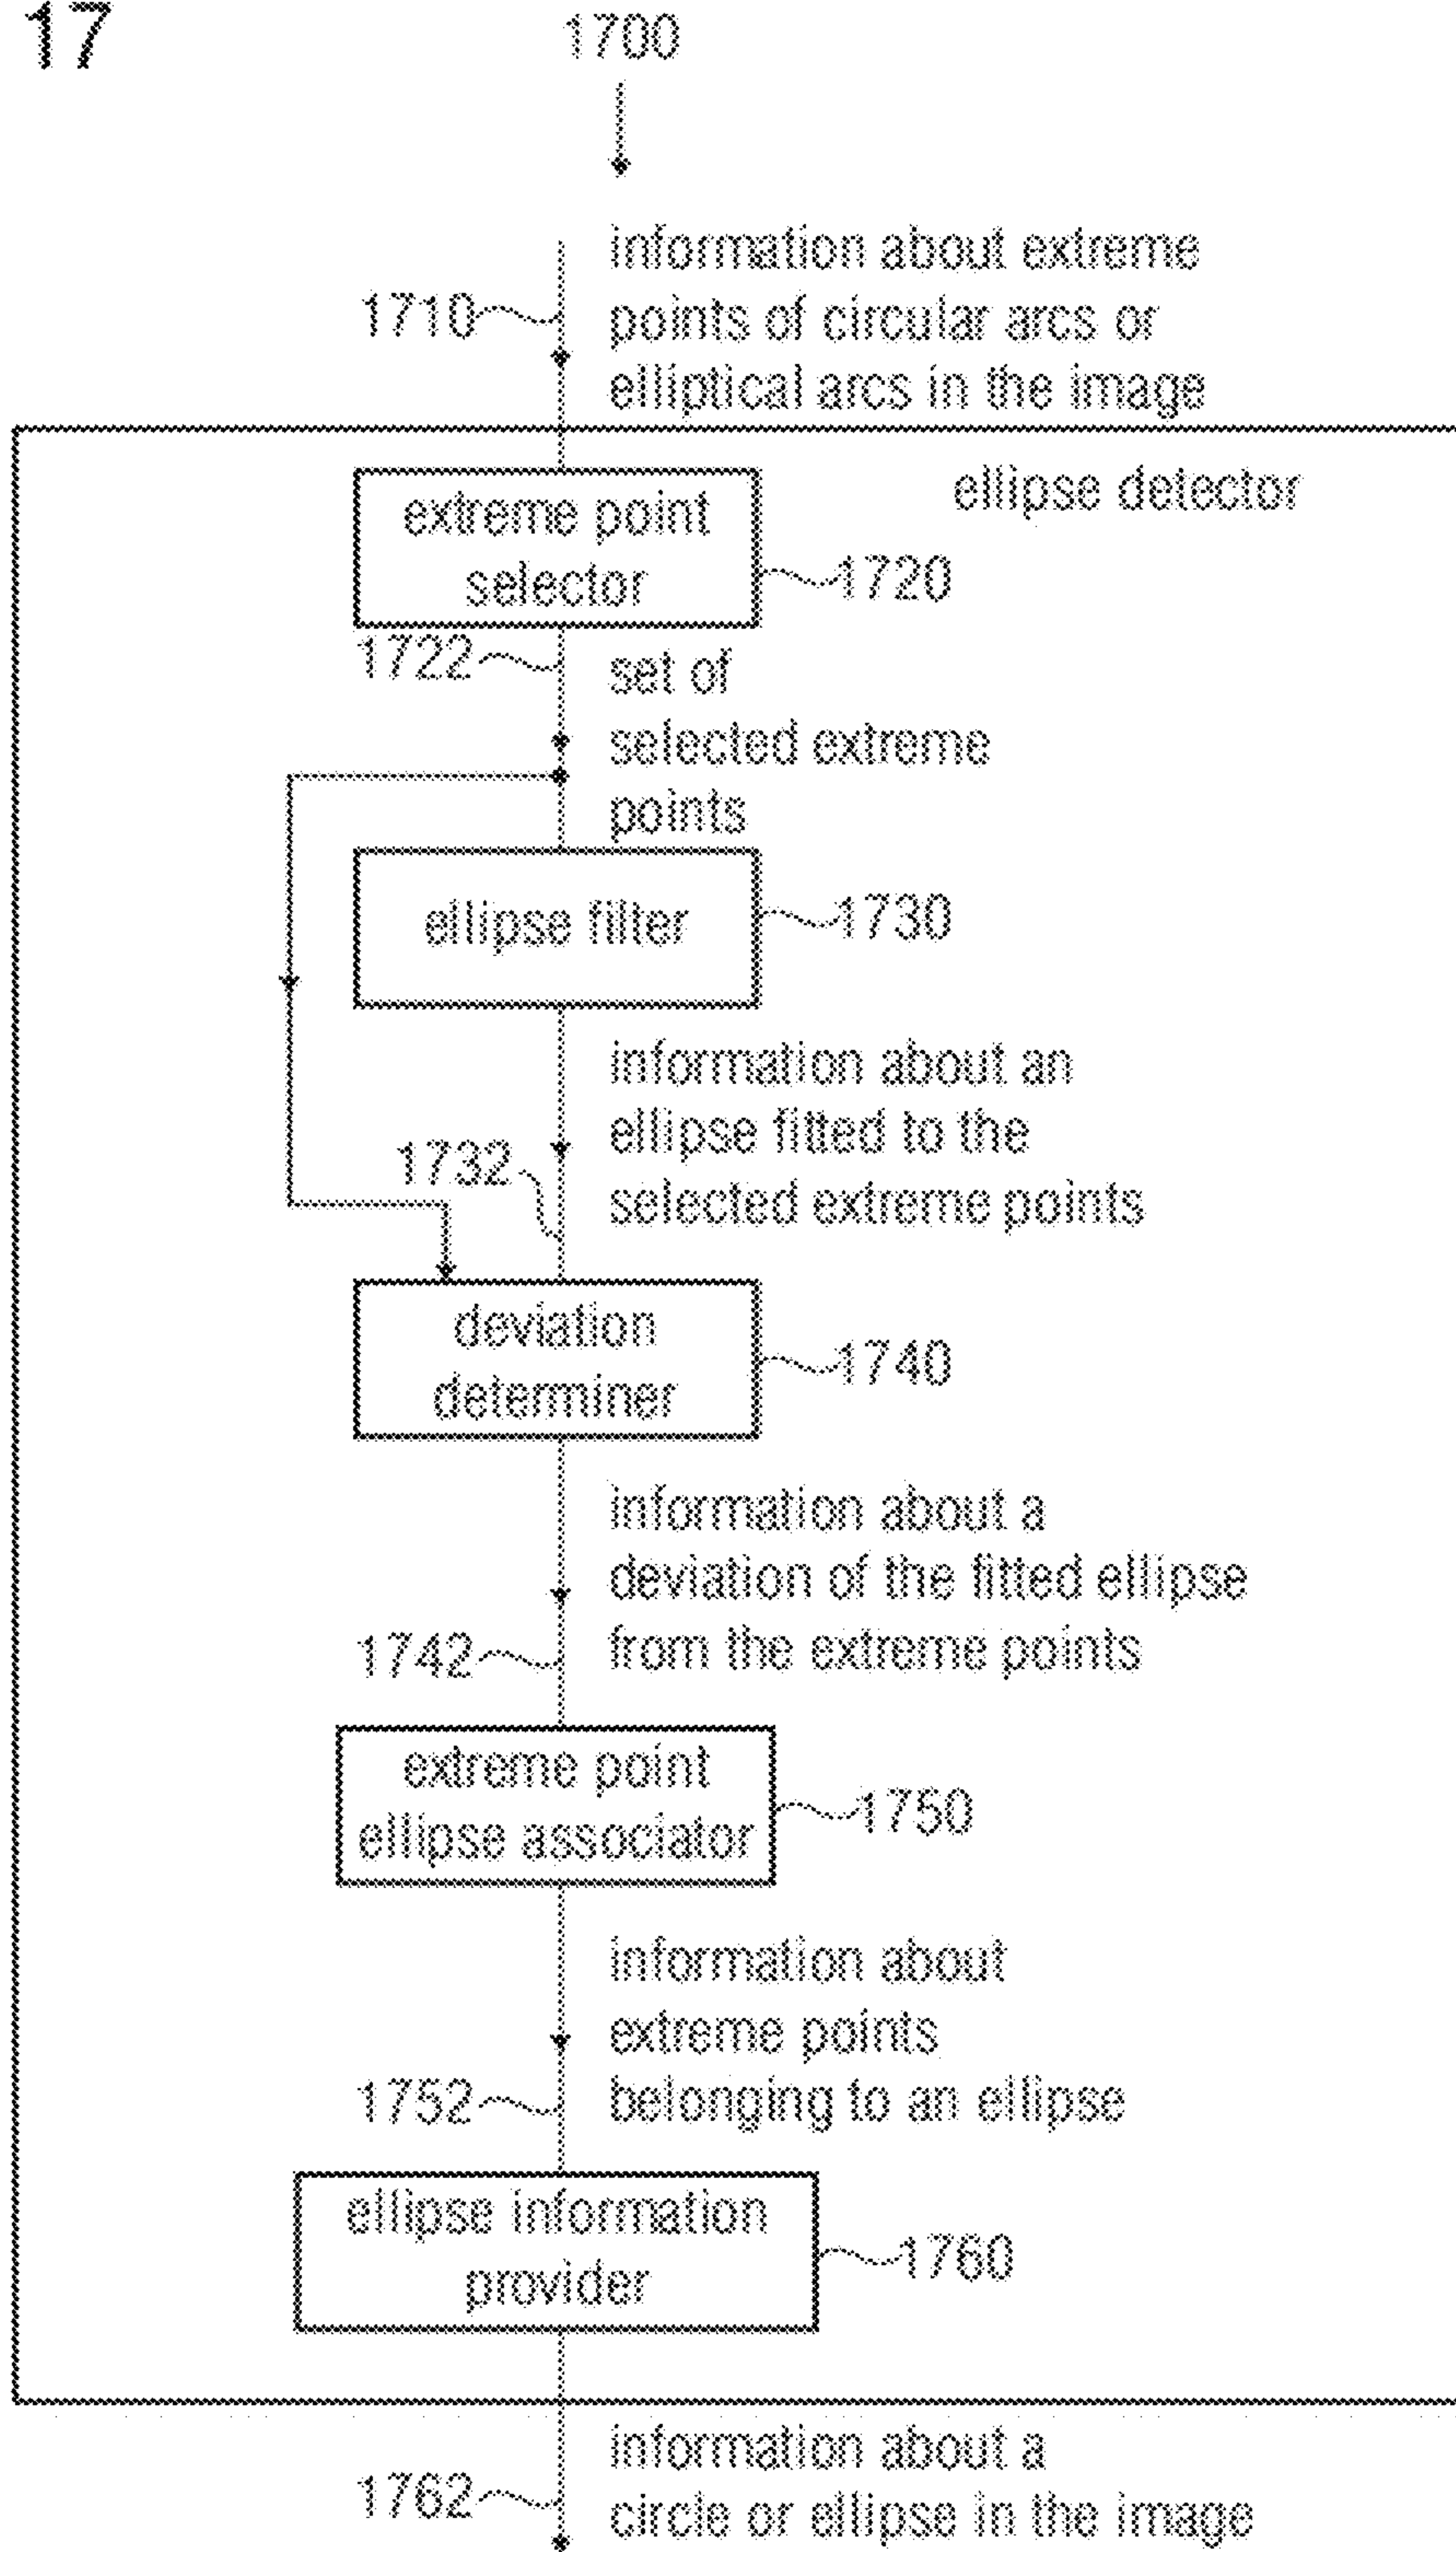 17
1700
information about extreme
1710
points of circular arcs or
elliptical arcs in the image
ellipse detector
extreme point
selector
1720
1722
set of
selected extreme
points
ellipse filter
1730
information about an
ellipse fitted to the
1732
selected extreme points
deviation
determiner
1740
information about a
deviation of the fitted ellipse
from the extreme points
1742
extreme point
ellipse associator
1750
information about
extreme points
belonging to an ellipse
1752
ellipse information
provider
1760
information about a
circle or ellipse in the image
1762